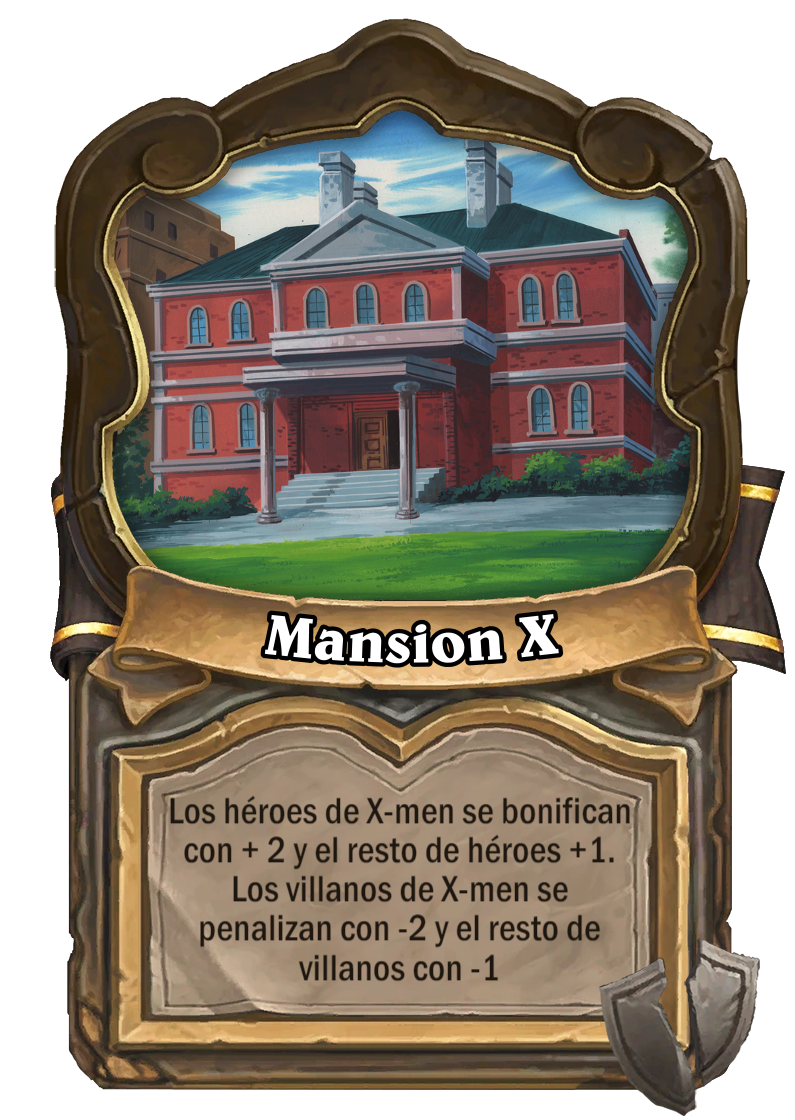 Mansion X
Los héroes de X-men se bonifican
con + 2 y el resto de héroes +1.
Los villanos de X-men se
penalizan con -2 y el resto de
villanos con -1